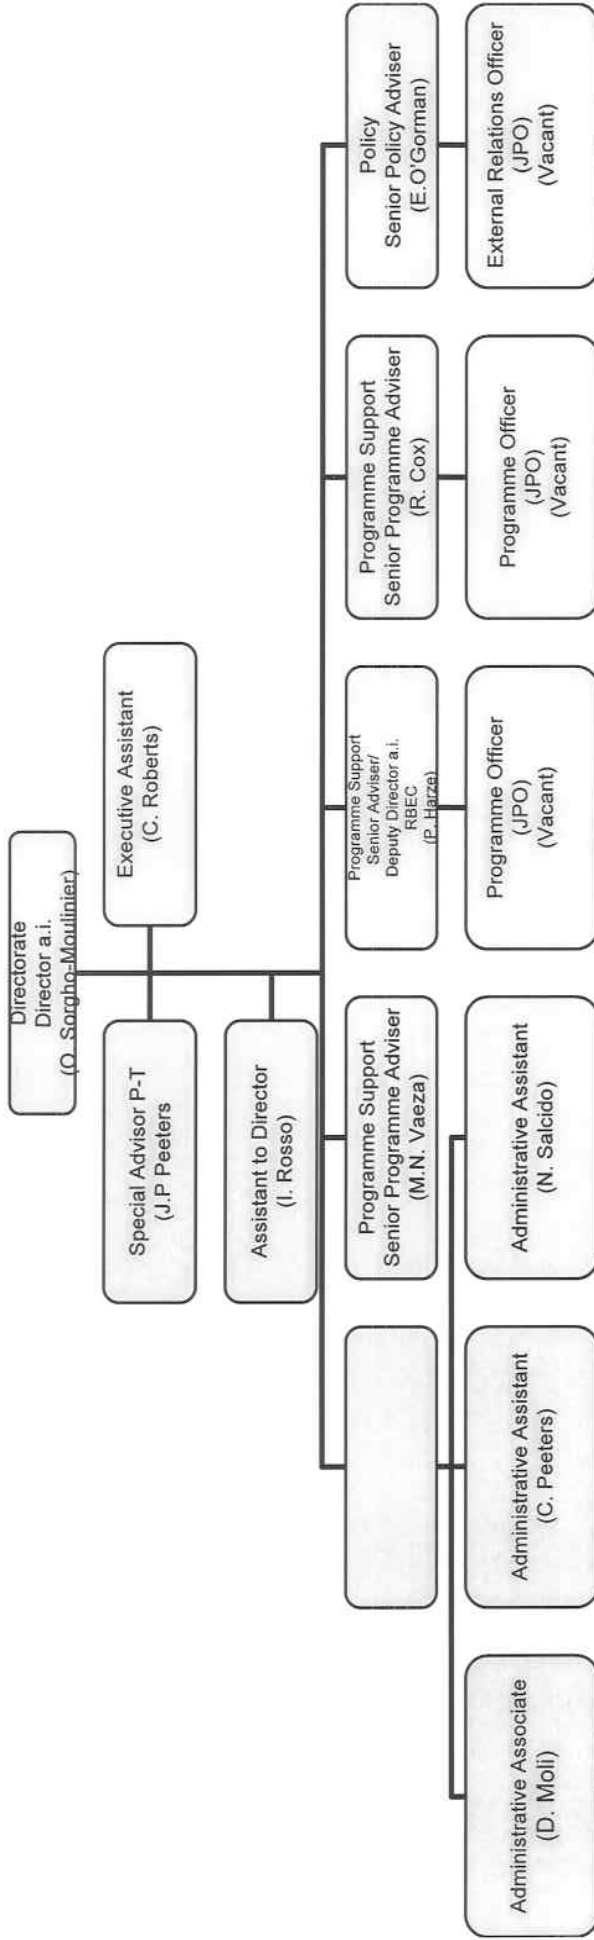 Directorate
Director a.i.
(O. Sorgho-Moulinier)
Special Advisor P-T
(J.P Peeters
Executive Assistant
(C. Roberts)
Assistant to Director
(I. Rosso)
Programme Support
Senior Programme Adviser
(M.N. Vaeza)
Programme Support
Senior Adviser/
Deputy Director a.i.
RBEC
(P. Harze)
Programme Support
Senior Programme Adviser
(R. Cox)
Policy
Senior Policy Adviser
(E.O'Gorman)
Administrative Associate
(D. Moli)
Administrative Assistant
(C. Peeters)
Administrative Assistant
(N. Salcido)
Programme Officer
(JPO)
(Vacant)
Programme Officer
(JPO)
(Vacant)
External Relations Officer
(JPO)
(Vacant)